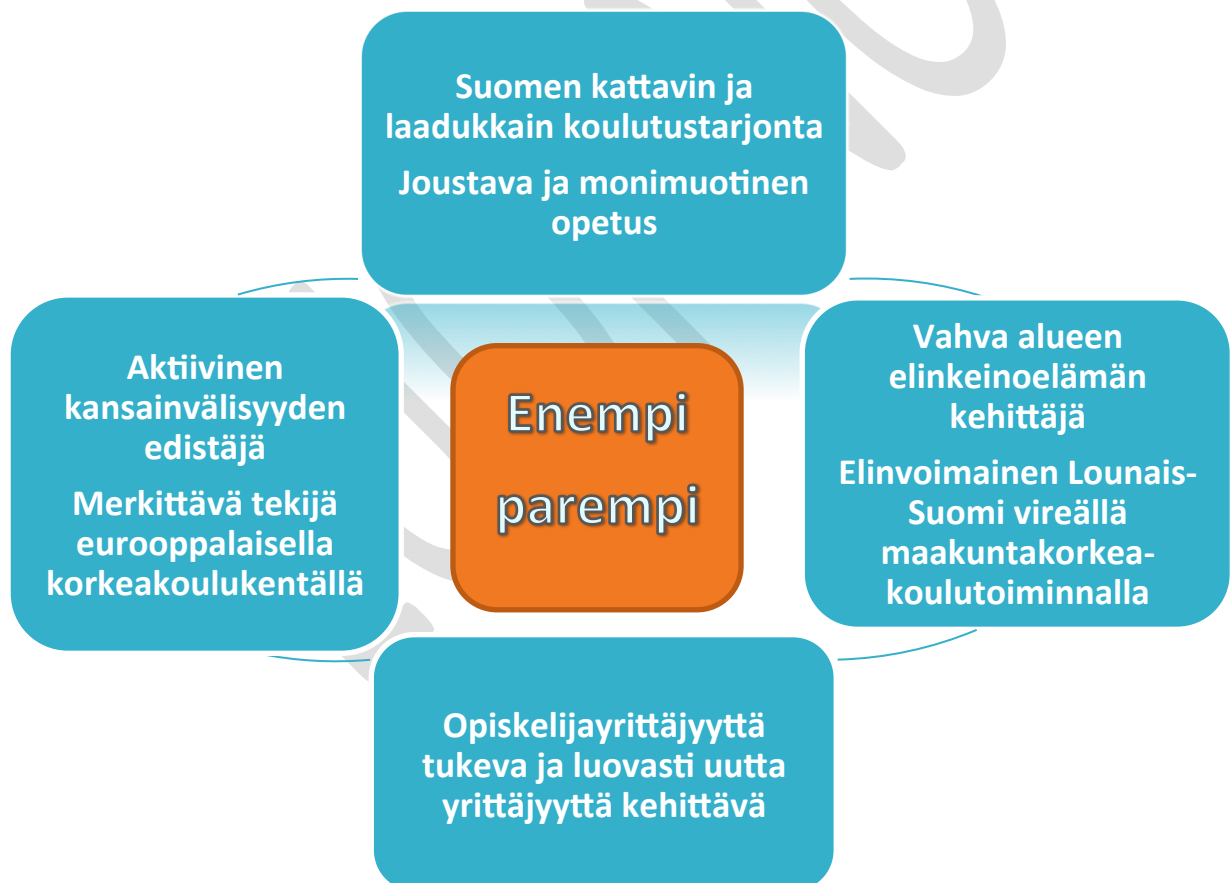 Suomen kattavin ja
laadukkain koulutustarjonta
Joustava ja monimuotinen
opetus
Aktiivinen
kansainvälisyyden
edistäjä
Merkittävä tekijä
eurooppalaisella
korkeakoulukentällä
Enempi
parempi
Vahva alueen
elinkeinoelämän
kehittäjä
Elinvoimainen Lounais-
Suomi vireällä
maakuntakorkea-
koulutoiminnalla
Opiskelijayrittäjyyttä
tukeva ja luovasti uutta
yrittäjyyttä kehittävä